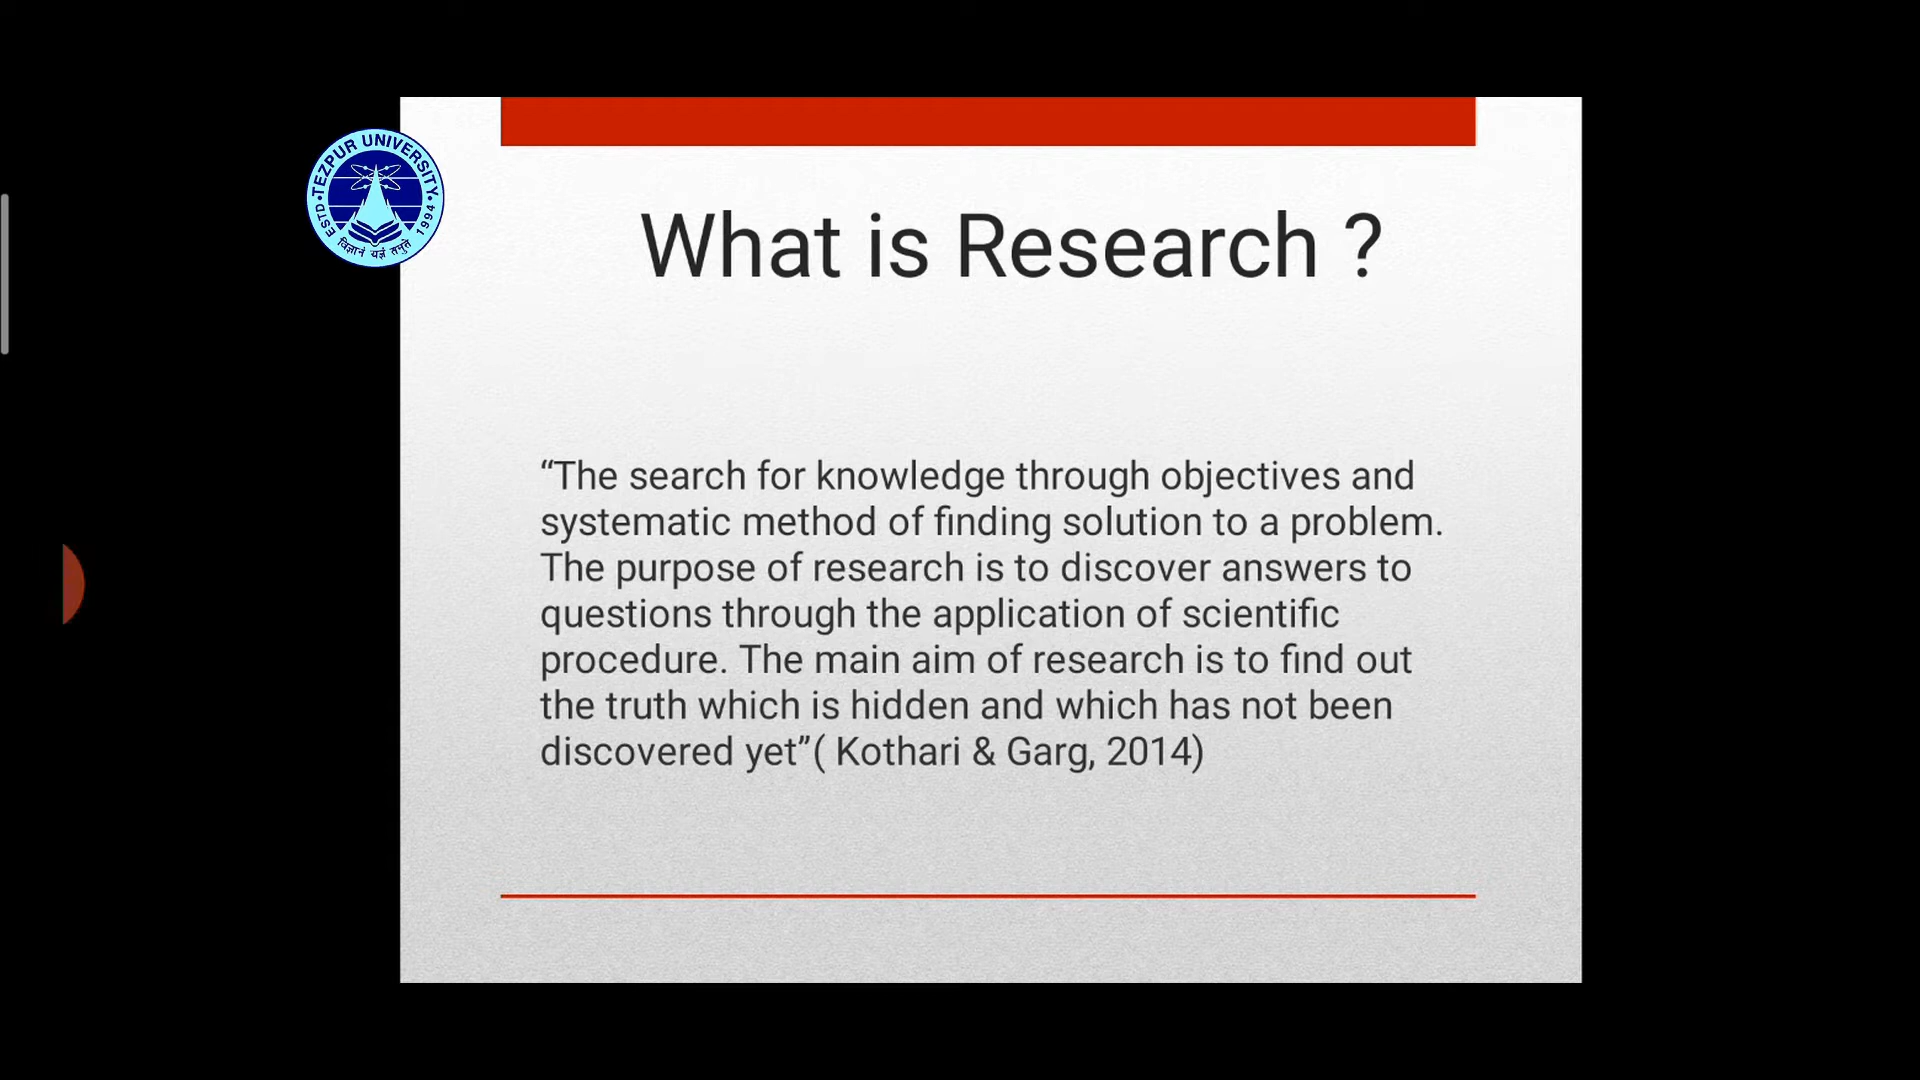 TEZPUR UNIVERSITY
ESTD 1994
विज्ञानं यज्ञं तनुते
What is Research ?
“The search for knowledge through objectives and
systematic method of finding solution to a problem.
The purpose of research is to discover answers to
questions through the application of scientific
procedure. The main aim of research is to find out
the truth which is hidden and which has not been
discovered yet”( Kothari & Garg, 2014)